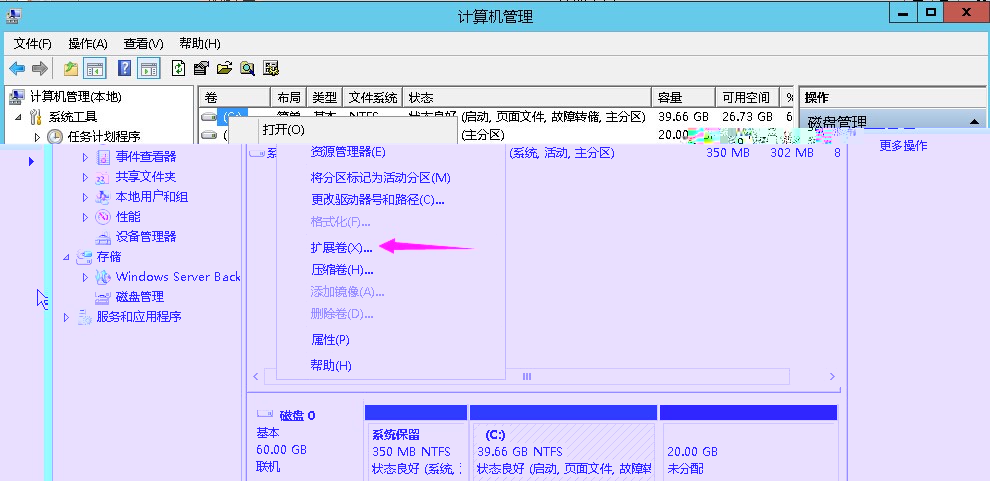 计算机管理
文件(F) 操作(A) 查看(V) 帮助(H)
计算机管理(本地)
系统工具
任务计划程序
事件查看器
共享文件夹
本地用户和组
性能
设备管理器
存储
Windows Server Back
磁盘管理
服务和应用程序
卷 布局 类型 文件系统 状态 容量 可用空间 %
(C:) 简单 基本 NTFS 状态良好 (启动, 页面文件, 故障转储, 主分区) 39.66 GB 26.73 GB 6
(主分区) 20.00
(系统, 活动, 主分区) 350 MB 302 MB 8
打开(O)
资源管理器(E)
将分区标记为活动分区(M)
更改驱动器号和路径(C)...
格式化(F)...
扩展卷(X)...
压缩卷(H)...
添加镜像(A)...
删除卷(D)...
属性(P)
帮助(H)
操作
磁盘管理
更多操作
磁盘 0
基本
60.00 GB
联机
系统保留
350 MB NTFS
状态良好 (系统,
(C:)
39.66 GB NTFS
状态良好 (启动, 页面文件, 故障转
20.00 GB
未分配